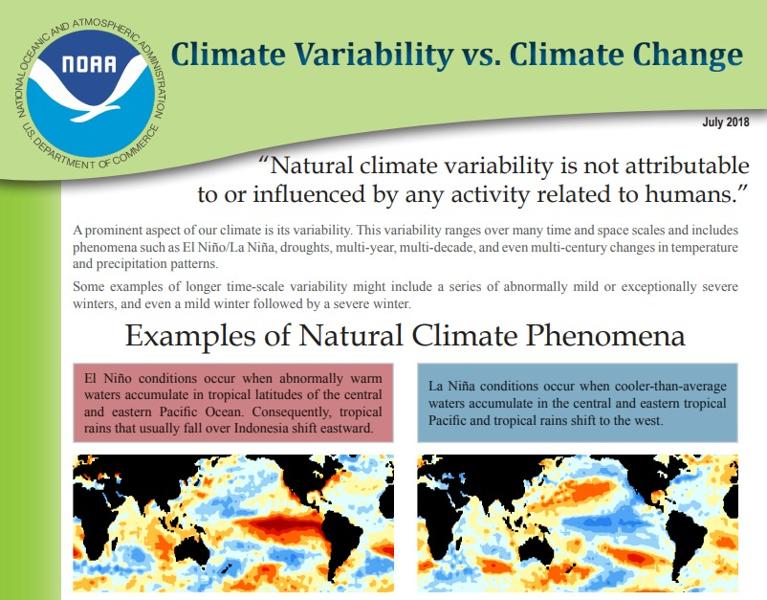 NATIONAL OCEANIC AND ATMOSPHERIC ADMINISTRATION
U.S. DEPARTMENT OF COMMERCE
NOAA
Climate Variability vs. Climate Change
July 2018
“Natural climate variability is not attributable
to or influenced by any activity related to humans.”
A prominent aspect of our climate is its variability. This variability ranges over many time and space scales and includes
phenomena such as El Niño/La Niña, droughts, multi-year, multi-decade, and even multi-century changes in temperature
and precipitation patterns.
Some examples of longer time-scale variability might include a series of abnormally mild or exceptionally severe
winters, and even a mild winter followed by a severe winter.
Examples of Natural Climate Phenomena
El Niño conditions occur when abnormally warm
waters accumulate in tropical latitudes of the central
and eastern Pacific Ocean. Consequently, tropical
rains that usually fall over Indonesia shift eastward.
La Niña conditions occur when cooler-than-average
waters accumulate in the central and eastern tropical
Pacific and tropical rains shift to the west.